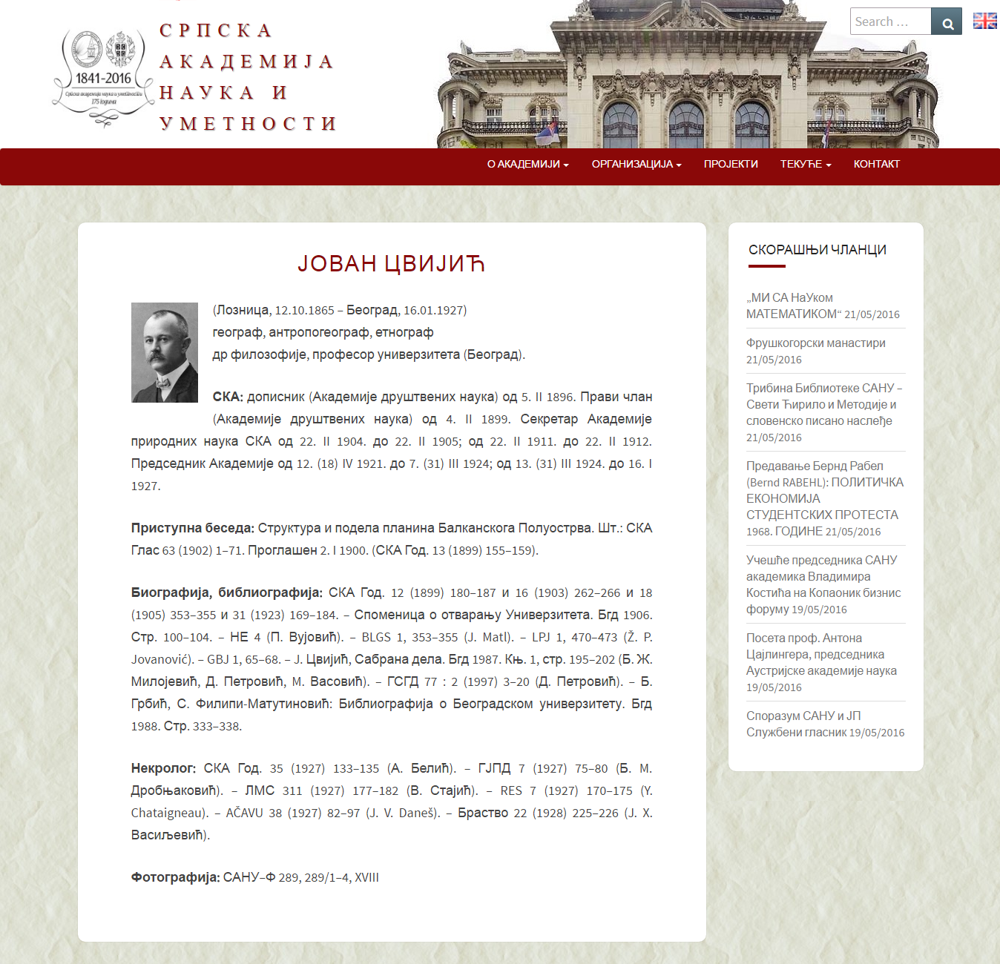 СРПСКА
АКАДЕМИЈА
НАУКА И
УМЕТНОСТИ
1841-2016
Српска академија наука и уметности
175 година
Search …
О АКАДЕМИЈИ
ОРГАНИЗАЦИЈА
ПРОЈЕКТИ
ТЕКУЋЕ
КОНТАКТ
ЈОВАН ЦВИЈИЋ
(Лозница, 12.10.1865 – Београд, 16.01.1927)
географ, антропогеограф, етнограф
др филозофије, професор универзитета (Београд).
СКА: дописник (Академије друштвених наука) од 5. II 1896. Прави члан
(Академије друштвених наука) од 4. II 1899. Секретар Академије
природних наука СКА од 22. II 1904. до 22. II 1905; од 22. II 1911. до 22. II 1912.
Председник Академије од 12. (18) IV 1921. до 7. (31) III 1924; од 13. (31) III 1924. до 16. I
1927.
Приступна беседа: Структура и подела планина Балканскога Полуострва. Шт.: СКА
Глас 63 (1902) 1–71. Проглашен 2. I 1900. (СКА Год. 13 (1899) 155–159).
Биографија, библиографија: СКА Год. 12 (1899) 180–187 и 16 (1903) 262–266 и 18
(1905) 353–355 и 31 (1923) 169–184. – Споменица о отварању Универзитета. Бгд 1906.
Стр. 100–104. – НЕ 4 (П. Вујовић). – BLGS 1, 353–355 (J. Matl). – LPJ 1, 470–473 (Ž. P.
Jovanović). – GBJ 1, 65–68. – Ј. Цвијић, Сабрана дела. Бгд 1987. Књ. 1, стр. 195–202 (Б. Ж.
Милојевић, Д. Петровић, М. Васовић). – ГСГД 77 : 2 (1997) 3–20 (Д. Петровић). – Б.
Грбић, С. Филипи-Матутиновић: Библиографија о Београдском универзитету. Бгд
1988. Стр. 333–338.
Некролог: СКА Год. 35 (1927) 133–135 (А. Белић). – ГЈПД 7 (1927) 75–80 (Б. М.
Дробњаковић). – ЛМС 311 (1927) 177–182 (В. Стајић). – RES 7 (1927) 170–175 (Y.
Chataigneau). – AČAVU 38 (1927) 82–97 (J. V. Daneš). – Браство 22 (1928) 225–226 (Ј. Х.
Васиљевић).
Фотографија: САНУ–Ф 289, 289/1–4, XVIII
СКОРАШЊИ ЧЛАНЦИ
„МИ СА НаУком
МАТЕМАТИКОМ“ 21/05/2016
Фрушкогорски манастири
21/05/2016
Трибина Библиотеке САНУ –
Свети Ћирило и Методије и
словенско писано наслеђе
21/05/2016
Предавање Бернд Рабел
(Bernd RABEHL): ПОЛИТИЧКА
ЕКОНОМИЈА
СТУДЕНТСКИХ ПРОТЕСТА
1968. ГОДИНЕ 21/05/2016
Учешће председника САНУ
академика Владимира
Костића на Копаоник бизнис
форуму 19/05/2016
Посета проф. Антона
Цајлингера, председника
Аустријске академије наука
19/05/2016
Споразум САНУ и ЈП
Службени гласник 19/05/2016